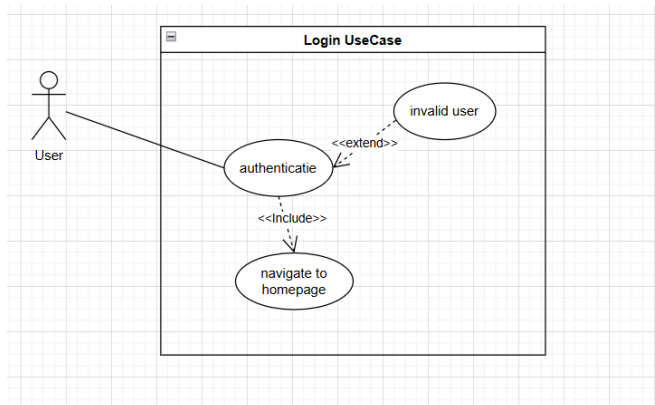 Login UseCase
invalid user
<<extend>>
User
authenticatie
<<Include>>
navigate to
homepage